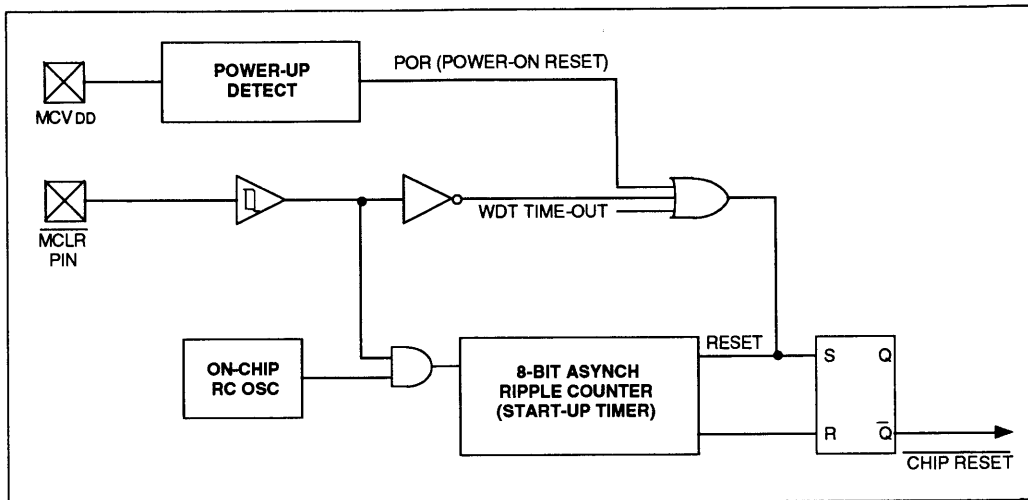 POWER-UP
DETECT
POR (POWER-ON RESET)
MCVDD
MCLR
PIN
WDT TIME-OUT
ON-CHIP
RC OSC
8-BIT ASYNCH
RIPPLE COUNTER
(START-UP TIMER)
RESET
S Q
R Q̅
CHIP RESET